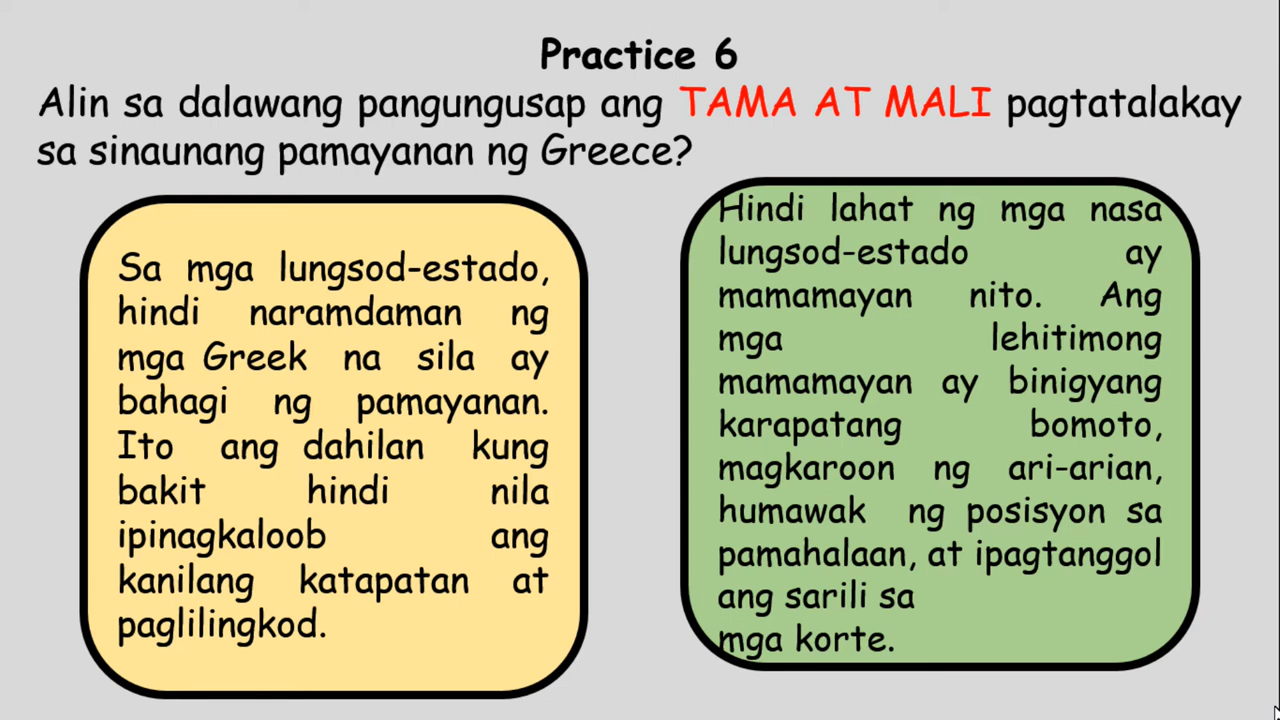 Practice 6
Alin sa dalawang pangungusap ang TAMA AT MALI pagtatalakay
sa sinaunang pamayanan ng Greece?
Sa mga lungsod-estado,
hindi naramdaman ng
mga Greek na sila ay
bahagi ng pamayanan.
Ito ang dahilan kung
bakit hindi nila
ipinagkaloob ang
kanilang katapatan at
paglilingkod.
Hindi lahat ng mga nasa
lungsod-estado ay
mamamayan nito. Ang
mga lehitimong
mamamayan ay binigyang
karapatang bomoto,
magkaroon ng ari-arian,
humawak ng posisyon sa
pamahalaan, at ipagtanggol
ang sarili sa
mga korte.